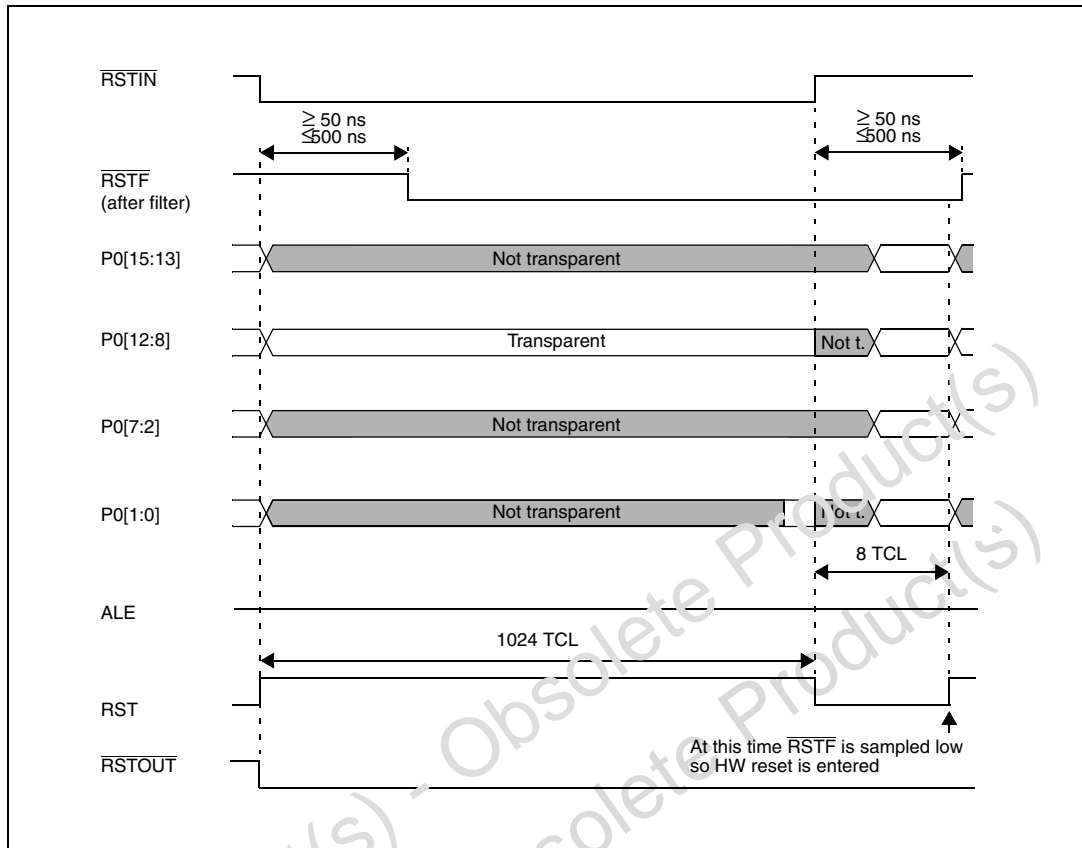 RSTIN
≥ 50 ns
≤500 ns
≥ 50 ns
≤500 ns
RSTF
(after filter)
P0[15:13]
Not transparent
P0[12:8]
Transparent
Not t.
P0[7:2]
Not transparent
P0[1:0]
Not transparent
Not t.
8 TCL
ALE
1024 TCL
RST
At this time RSTF is sampled low
so HW reset is entered
RSTOUT
(s) - Obsolete Product(s)
solete Product(s)